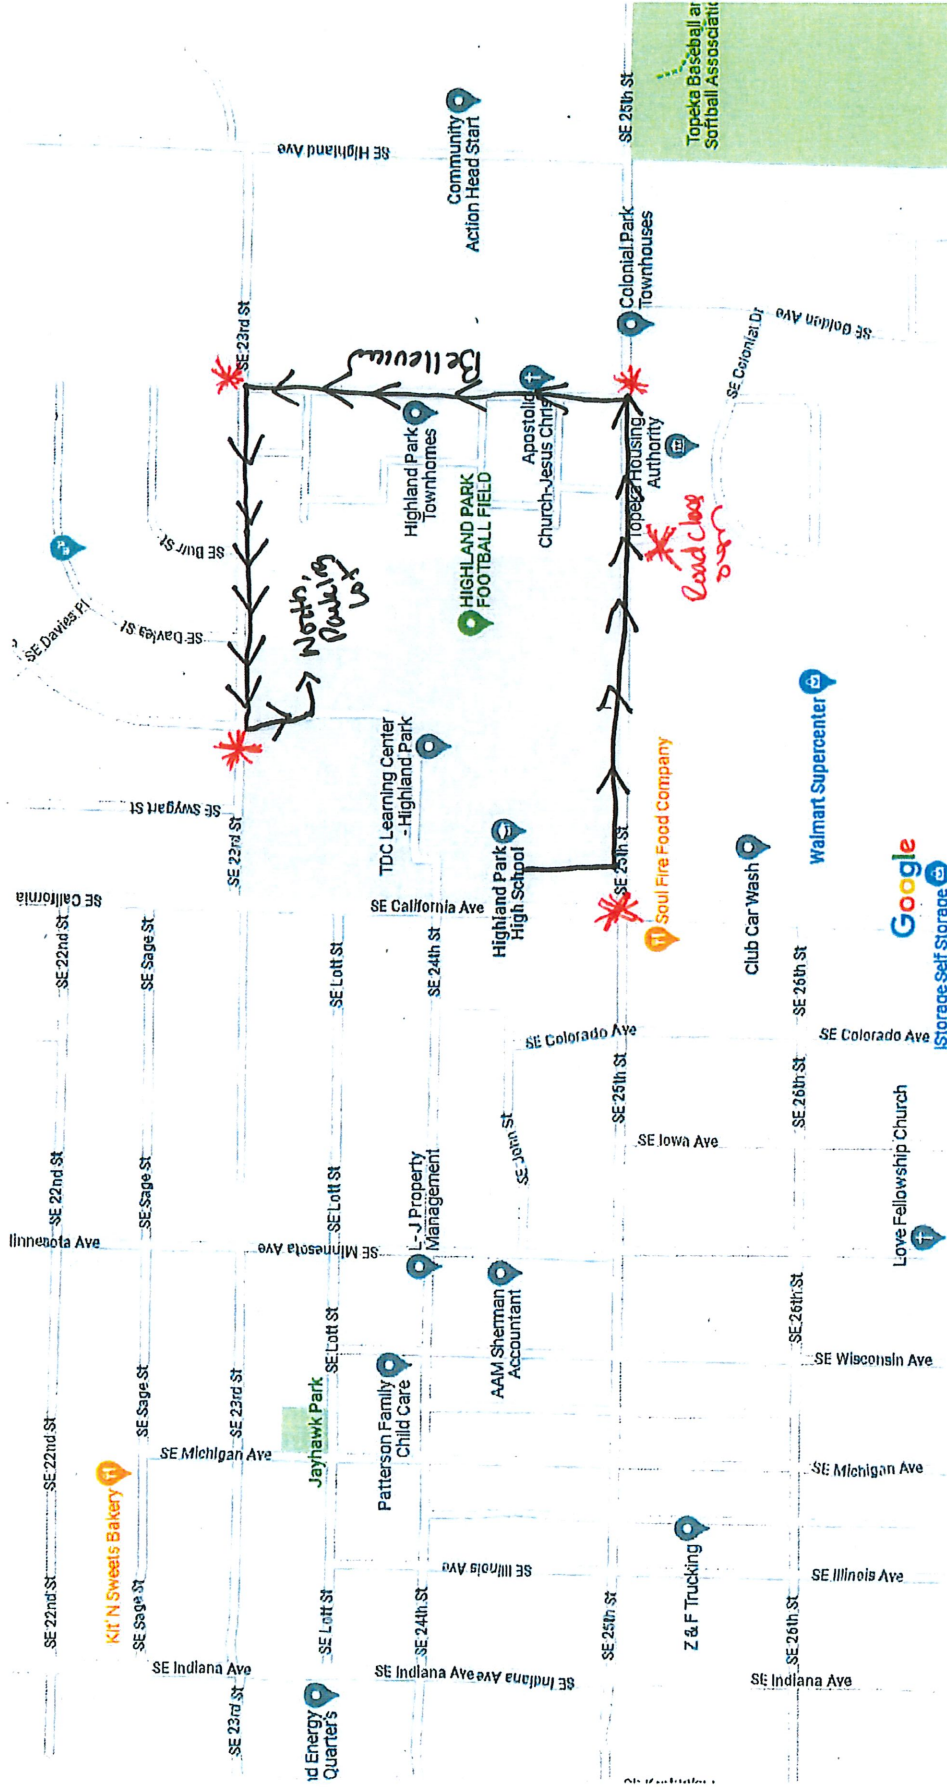 SE 22nd St
SE 22nd St
SE 22nd St
SE 22nd St
SE California
SE Davies Pl
Kit' N Sweets Bakery
SE Sage St
SE Sage St
SE Sage St
SE Sage St
SE Swygart St
SE Davies St
SE Burr St
SE Indiana Ave
SE Michigan Ave
SE 23rd St
SE 23rd St
SE 23rd St
SE 23rd St
SE Highland Ave
Jayhawk Park
SE Lott St
SE Lott St
SE Lott St
SE Lott St
SE Minnesota Ave
North
Parking
Lot
nd Energy
Quarter's
Patterson Family
Child Care
L-J Property
Management
SE California Ave
TDC Learning Center
- Highland Park
Highland Park
Townhomes
Bellevue
SE 24th St
SE 24th St
SE Indiana Ave
SE Indiana Ave
SE Illinois Ave
AAM Sherman
Accountant
SE John St
SE Colorado Ave
Highland Park
High School
HIGHLAND PARK
FOOTBALL FIELD
Apostolic
Church-Jesus Chris
Community
Action Head Start
SE 25th St
SE 25th St
SE 25th St
SE 25th St
SE Iowa Ave
Soul Fire Food Company
Topeka Housing
Authority
Colonial Park
Townhouses
Road Close
sign
Topeka Baseball an
Softball Association
Z & F Trucking
Club Car Wash
SE Colonial Dr
SE Golden Ave
SE 26th St
SE 26th St
SE 26th St
SE 26th St
Walmart Supercenter
SE Indiana Ave
SE Illinois Ave
SE Michigan Ave
SE Wisconsin Ave
SE Colorado Ave
Love Fellowship Church
Google
iStorage Self Storage